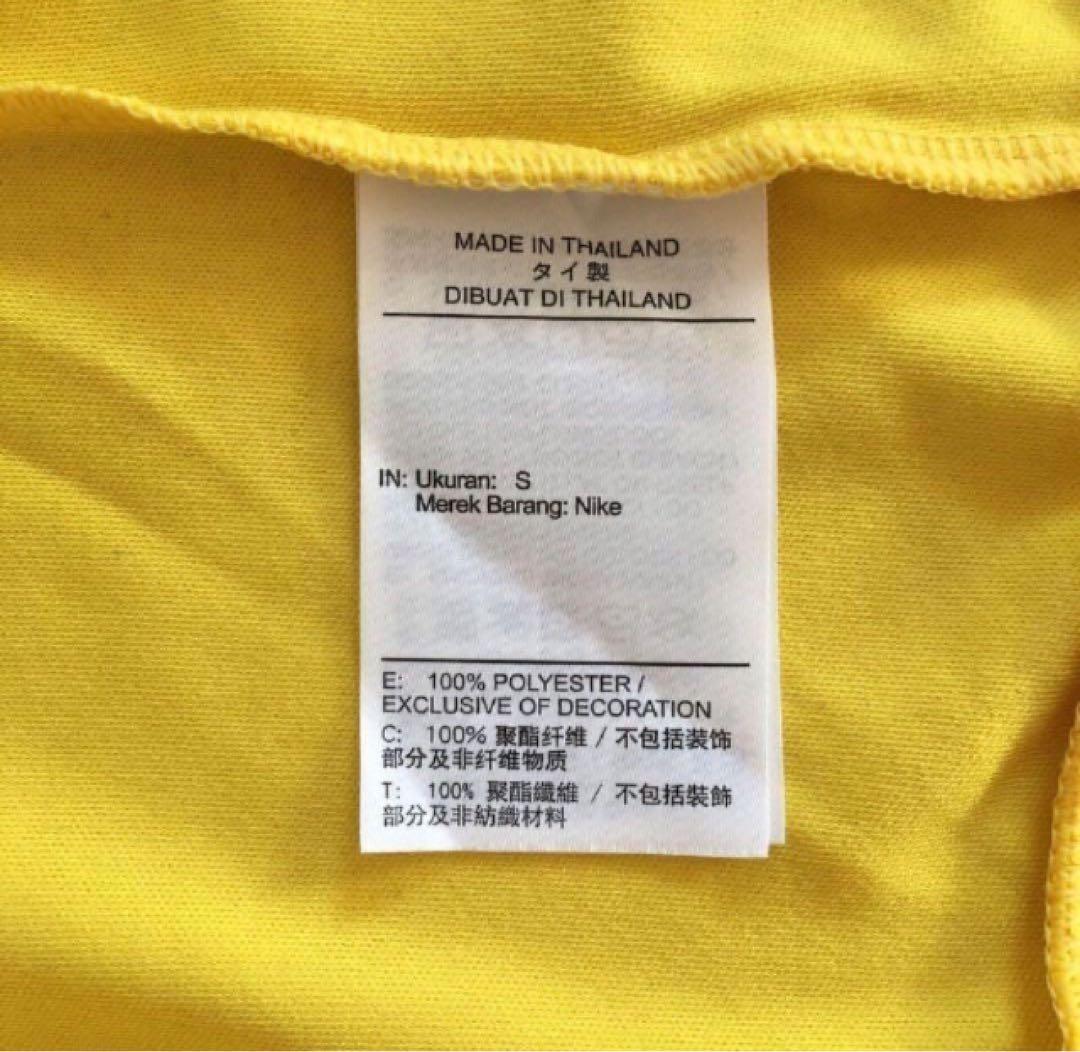 MADE IN THAILAND
タイ製
DIBUAT DI THAILAND
IN: Ukuran: S
Merek Barang: Nike
E: 100% POLYESTER /
EXCLUSIVE OF DECORATION
C: 100% 聚酯纤维 / 不包括装饰
部分及非纤维物质
T: 100% 聚酯纖維 / 不包括裝飾
部分及非紡織材料